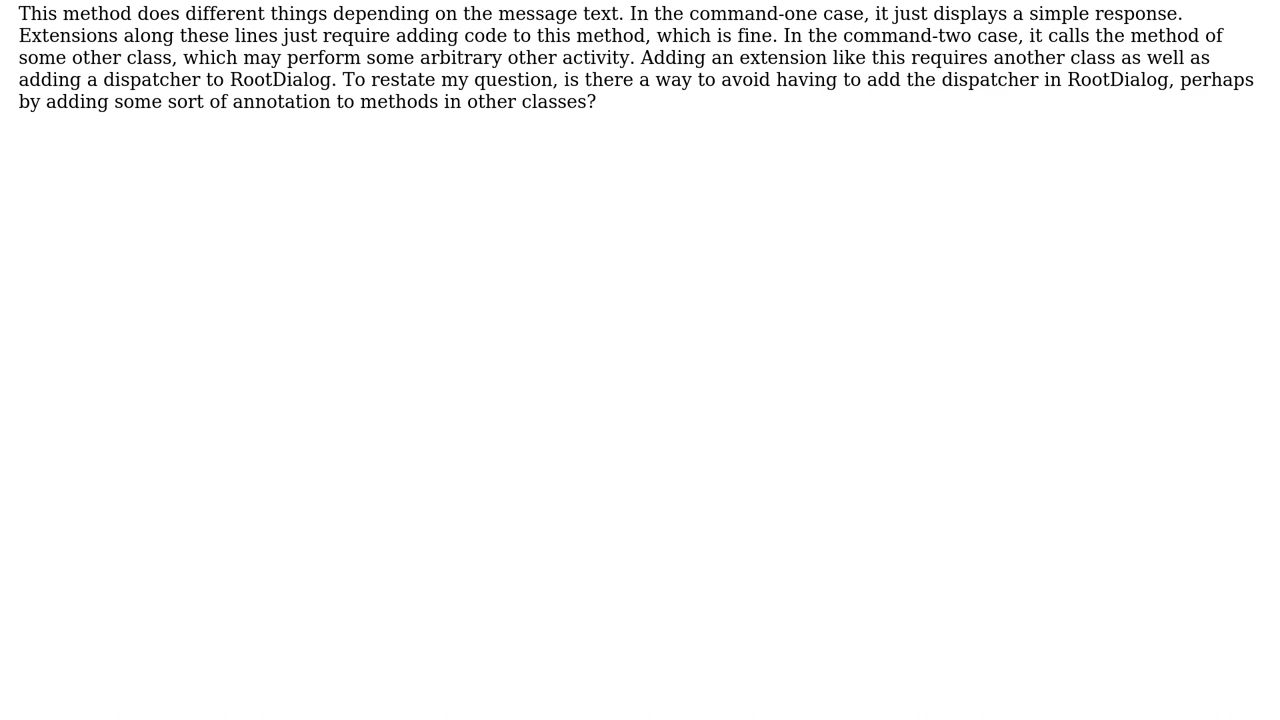 This method does different things depending on the message text. In the command-one case, it just displays a simple response.
Extensions along these lines just require adding code to this method, which is fine. In the command-two case, it calls the method of
some other class, which may perform some arbitrary other activity. Adding an extension like this requires another class as well as
adding a dispatcher to RootDialog. To restate my question, is there a way to avoid having to add the dispatcher in RootDialog, perhaps
by adding some sort of annotation to methods in other classes?